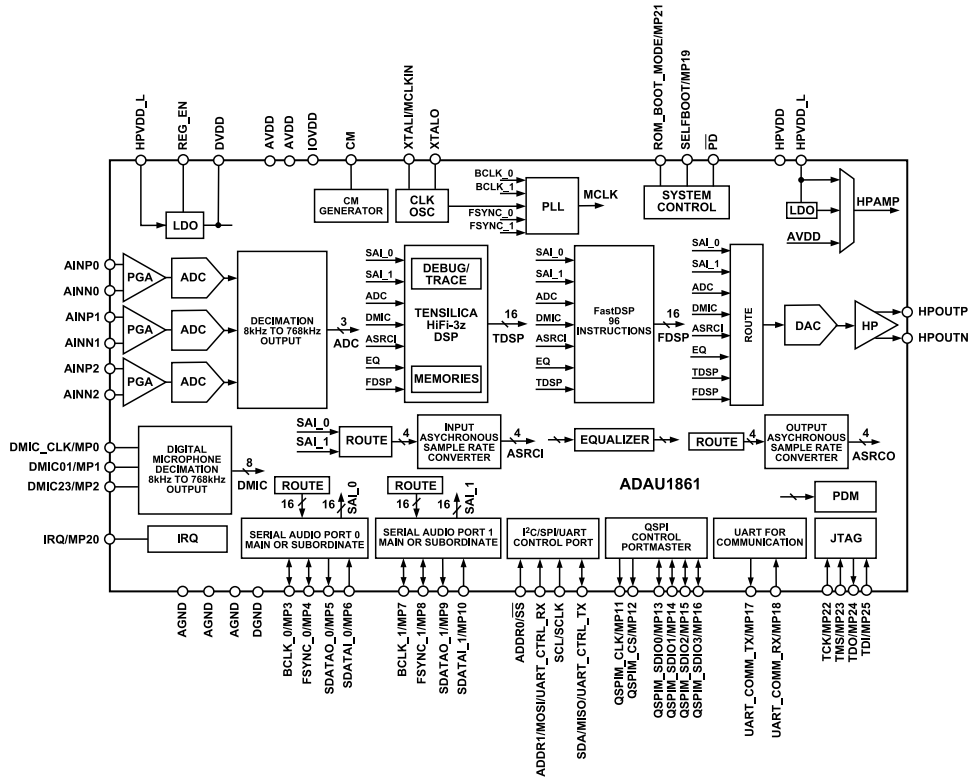 HPVDD_L
REG_EN
DVDD
AVDD
AVDD
IOVDD
CM
XTALI/MCLKIN
XTALO
ROM_BOOT_MODE/MP21
SELFBOOT/MP19
PD
HPVDD
HPVDD_L
LDO
CM
GENERATOR
CLK
OSC
BCLK_0
BCLK_1
FSYNC_0
FSYNC_1
PLL
MCLK
SYSTEM
CONTROL
LDO
AVDD
HPAMP
AINP0
AINN0
AINP1
AINN1
AINP2
AINN2
PGA
ADC
PGA
ADC
PGA
ADC
DECIMATION
8kHz TO 768kHz
OUTPUT
3
ADC
SAI_0
SAI_1
ADC
DMIC
ASRCI
EQ
FDSP
DEBUG/
TRACE
TENSILICA
HiFi-3z
DSP
MEMORIES
16
TDSP
SAI_0
SAI_1
ADC
DMIC
ASRCI
EQ
TDSP
FastDSP
96
INSTRUCTIONS
16
FDSP
SAI_0
SAI_1
ADC
DMIC
ASRCI
EQ
TDSP
FDSP
ROUTE
DAC
HP
HPOUTP
HPOUTN
DMIC_CLK/MP0
DMIC01/MP1
DMIC23/MP2
DIGITAL
MICROPHONE
DECIMATION
8kHz TO 768kHz
OUTPUT
8
DMIC
SAI_0
SAI_1
ROUTE
4
INPUT
ASYCHRONOUS
SAMPLE RATE
CONVERTER
4
ASRCI
EQUALIZER
ROUTE
4
OUTPUT
ASYCHRONOUS
SAMPLE RATE
CONVERTER
4
ASRCO
ADAU1861
PDM
IRQ/MP20
IRQ
ROUTE
16
16
SAI_0
SERIAL AUDIO PORT 0
MAIN OR SUBORDINATE
ROUTE
16
16
SAI_1
SERIAL AUDIO PORT 1
MAIN OR SUBORDINATE
I2C/SPI/UART
CONTROL PORT
QSPI
CONTROL
PORTMASTER
UART FOR
COMMUNICATION
JTAG
AGND
AGND
AGND
DGND
BCLK_0/MP3
FSYNC_0/MP4
SDATAO_0/MP5
SDATAI_0/MP6
BCLK_1/MP7
FSYNC_1/MP8
SDATAO_1/MP9
SDATAI_1/MP10
ADDR0/SS
ADDR1/MOSI/UART_CTRL_RX
SCL/SCLK
SDA/MISO/UART_CTRL_TX
QSPIM_CLK/MP11
QSPIM_CS/MP12
QSPIM_SDIO0/MP13
QSPIM_SDIO1/MP14
QSPIM_SDIO2/MP15
QSPIM_SDIO3/MP16
UART_COMM_TX/MP17
UART_COMM_RX/MP18
TCK/MP22
TMS/MP23
TDO/MP24
TDI/MP25